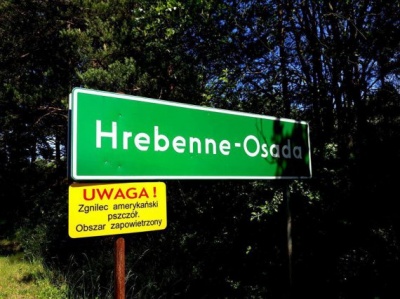 Hrebenne-Osada
UWAGA!
Zgnilec amerykański
pszczół.
Obszar zapowietrzony